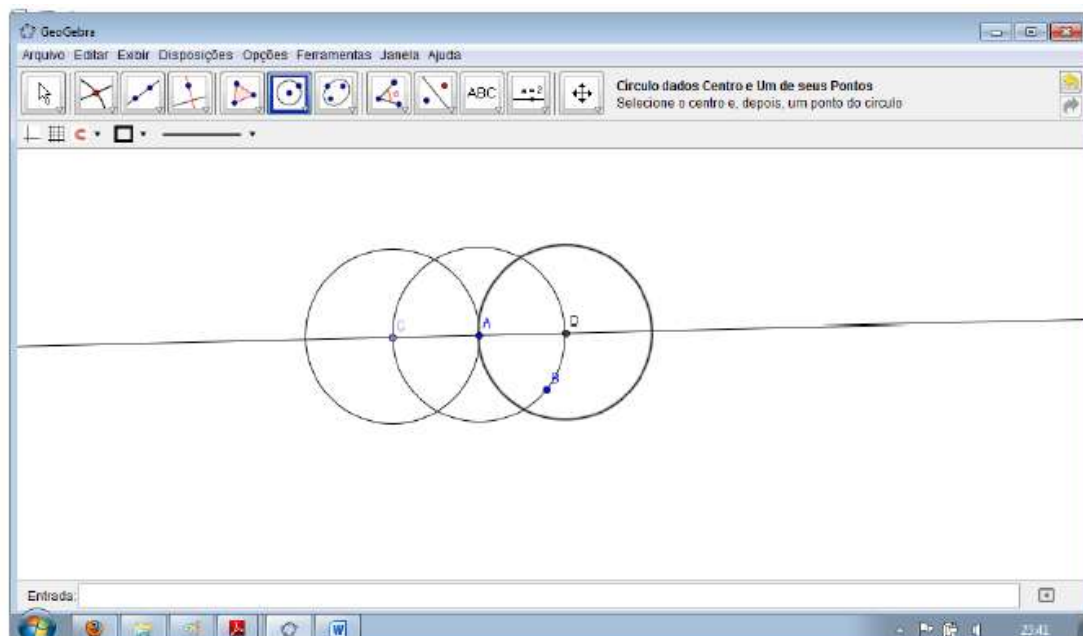 GeoGebra
Arquivo Editar Exibir Disposições Opções Ferramentas Janela Ajuda
ABC
a = 2
Círculo dados Centro e Um de seus Pontos
Selecione o centro e, depois, um ponto do círculo
C
A
D
B
Entrada:
W
23:41